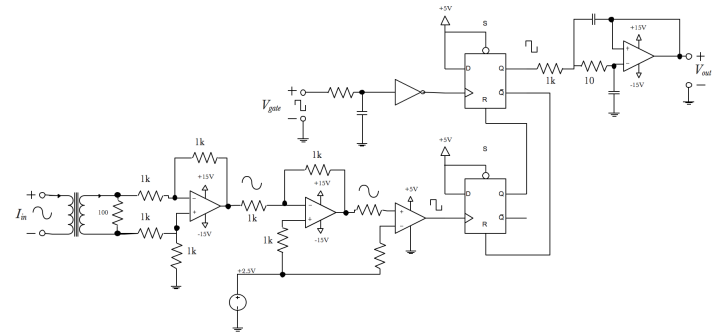 +5V
S
D
Q
Q
R
+
V_gate
−
1k
10
+15V
+
−
-15V
+
V_out
−
+5V
S
D
Q
Q
R
+
I_in
−
100
1k
1k
1k
1k
+15V
−
+
-15V
1k
1k
1k
+15V
−
+
-15V
+5V
+
−
+2.5V
+